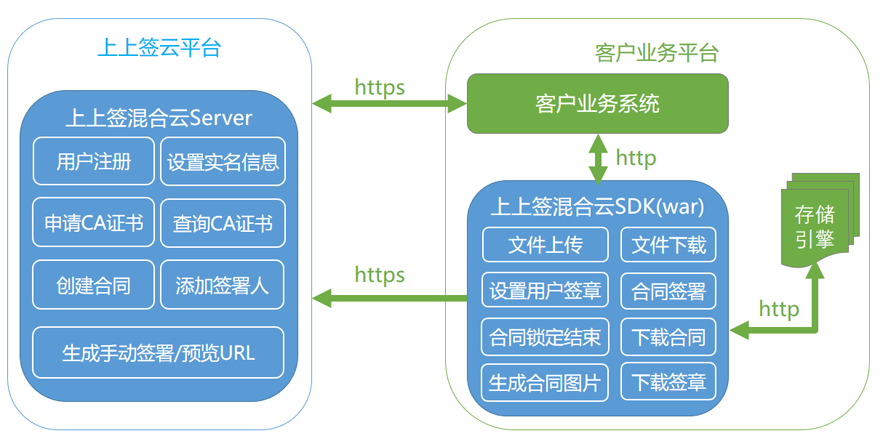 上上签云平台
上上签混合云Server
用户注册
设置实名信息
申请CA证书
查询CA证书
创建合同
添加签署人
生成手动签署/预览URL
https
https
客户业务平台
客户业务系统
http
上上签混合云SDK(war)
文件上传
文件下载
设置用户签章
合同签署
合同锁定结束
下载合同
生成合同图片
下载签章
http
存储
引擎